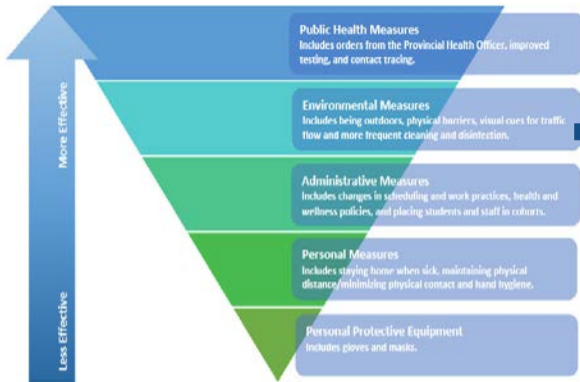 More Effective
Less Effective
Public Health Measures
Includes orders from the Provincial Health Officer, improved
testing, and contact tracing.
Environmental Measures
Includes being outdoors, physical barriers, visual cues for traffic
flow and more frequent cleaning and disinfection.
Administrative Measures
Includes changes in scheduling and work practices, health and
wellness policies, and placing students and staff in cohorts.
Personal Measures
Includes staying home when sick, maintaining physical
distance/minimizing physical contact and hand hygiene.
Personal Protective Equipment
Includes gloves and masks.